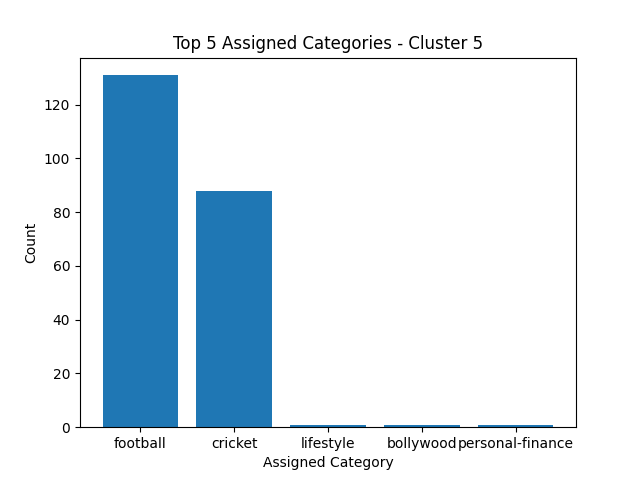 Top 5 Assigned Categories - Cluster 5
120
100
80
60
40
20
0
Count
football cricket lifestyle bollywood personal-finance
Assigned Category